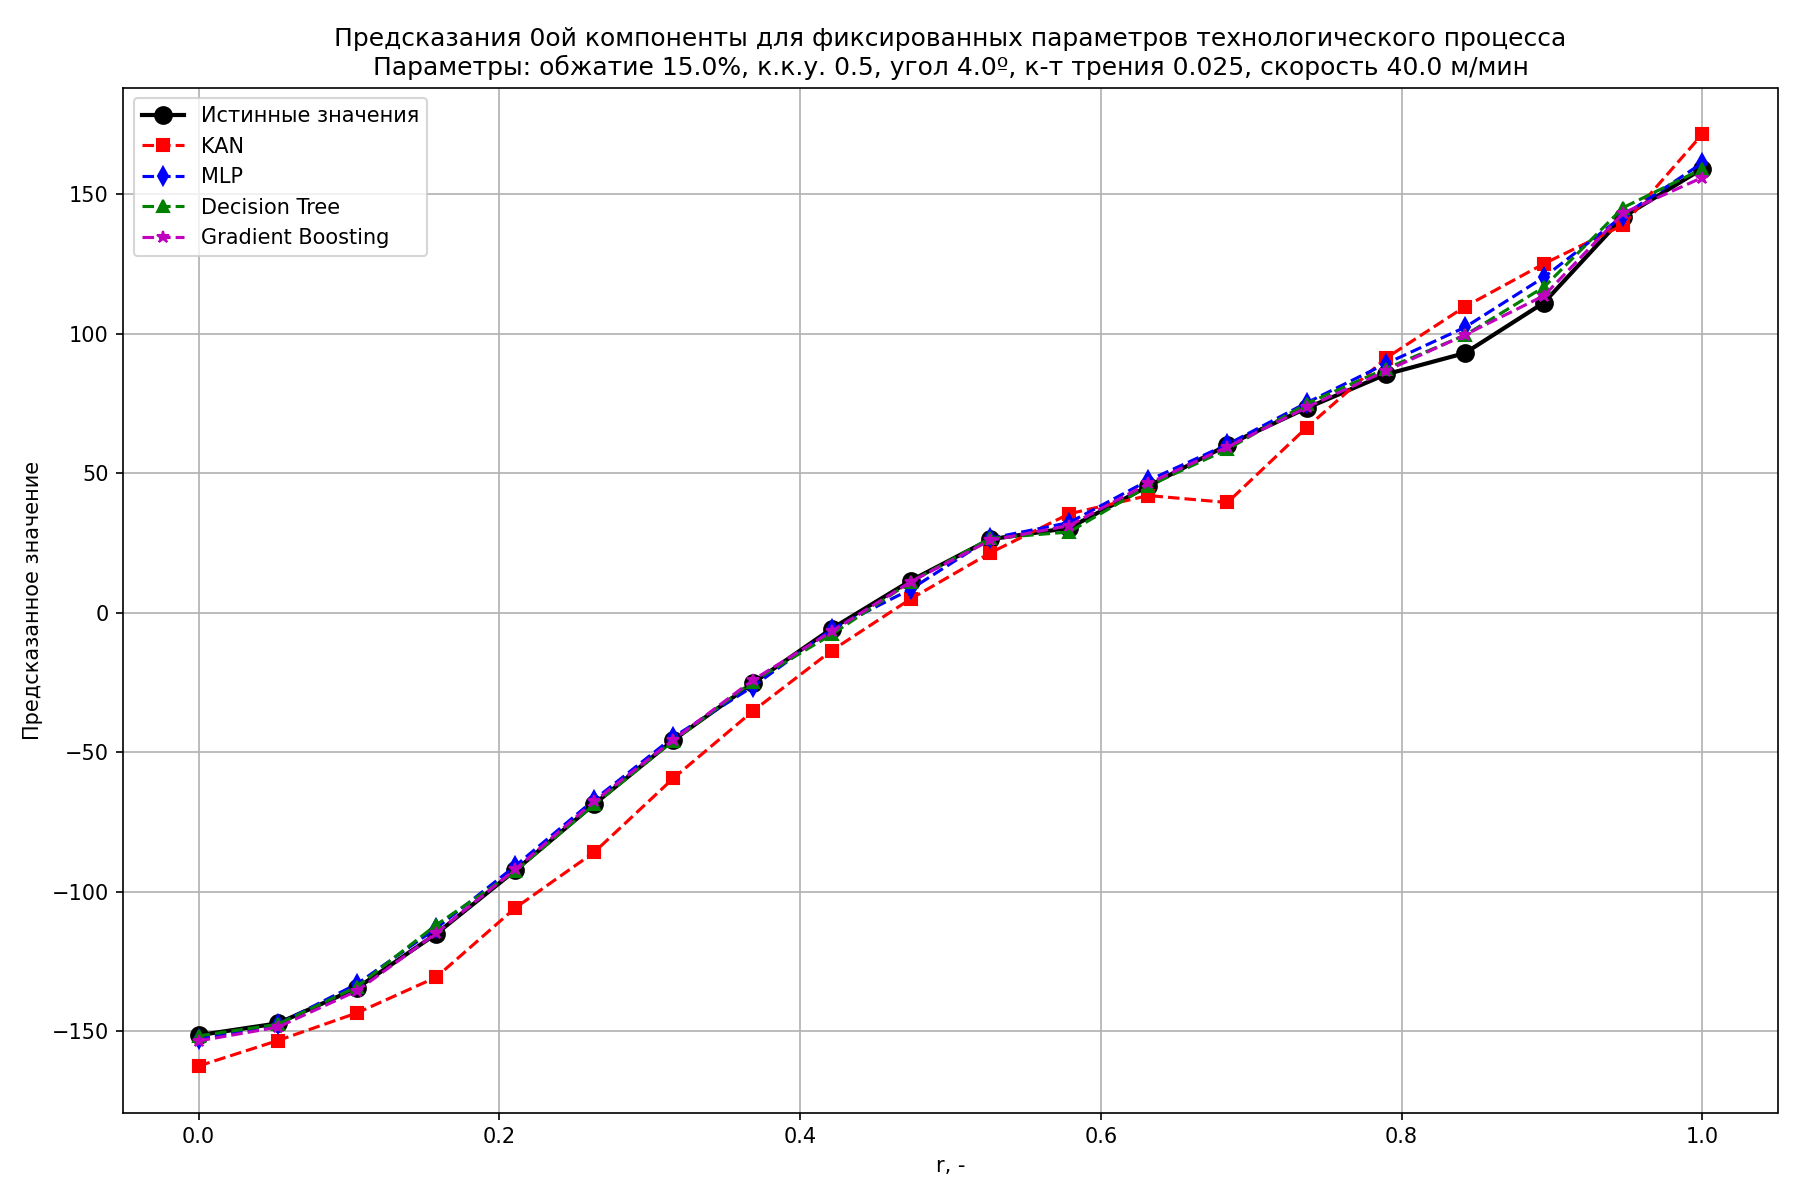 Предсказания 0ой компоненты для фиксированных параметров технологического процесса
Параметры: обжатие 15.0%, к.к.у. 0.5, угол 4.0º, к-т трения 0.025, скорость 40.0 м/мин
Истинные значения
KAN
MLP
Decision Tree
Gradient Boosting
Предсказанное значение
150
100
50
0
−50
−100
−150
0.0 0.2 0.4 0.6 0.8 1.0
r, -